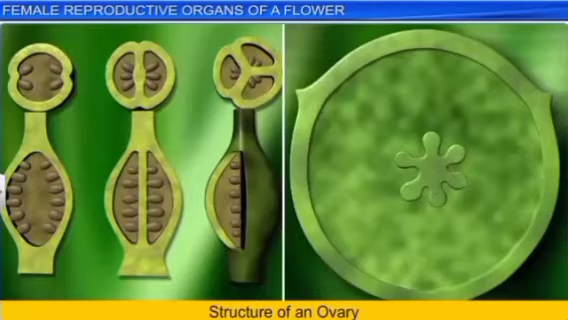 FEMALE REPRODUCTIVE ORGANS OF A FLOWER
Structure of an Ovary